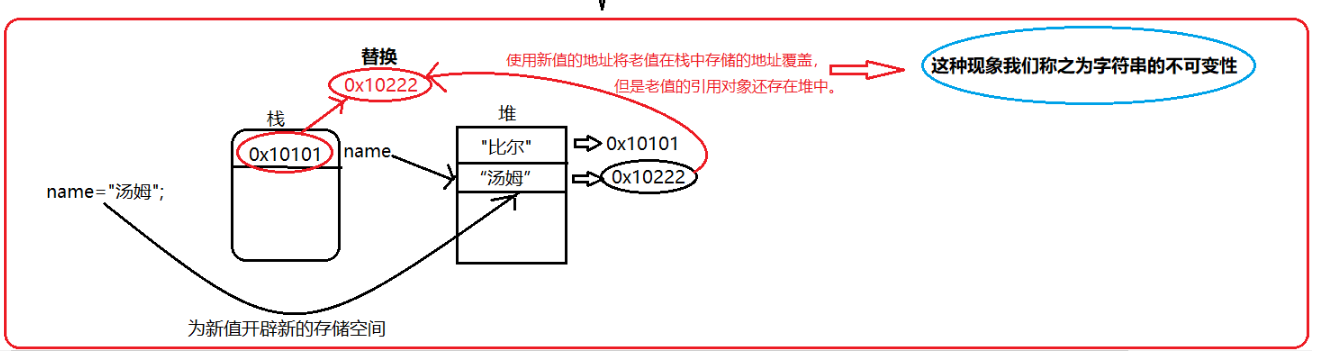 替换
使用新值的地址将老值在栈中存储的地址覆盖，
但是老值的引用对象还存在堆中。
这种现象我们称之为字符串的不可变性
0x10222
栈
堆
0x10101
name
"比尔"
0x10101
“汤姆”
0x10222
name="汤姆";
为新值开辟新的存储空间